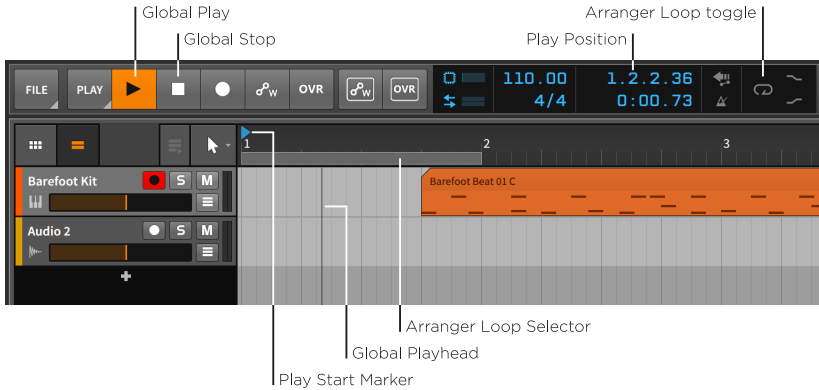 Global Play
Arranger Loop toggle
Global Stop
Play Position
FILE PLAY W OVR W OVR
110.00 1.2.2.36
4/4 0:00.73
1 2 3
Barefoot Kit S M
Barefoot Beat 01 C
Audio 2 S M
Arranger Loop Selector
Global Playhead
Play Start Marker